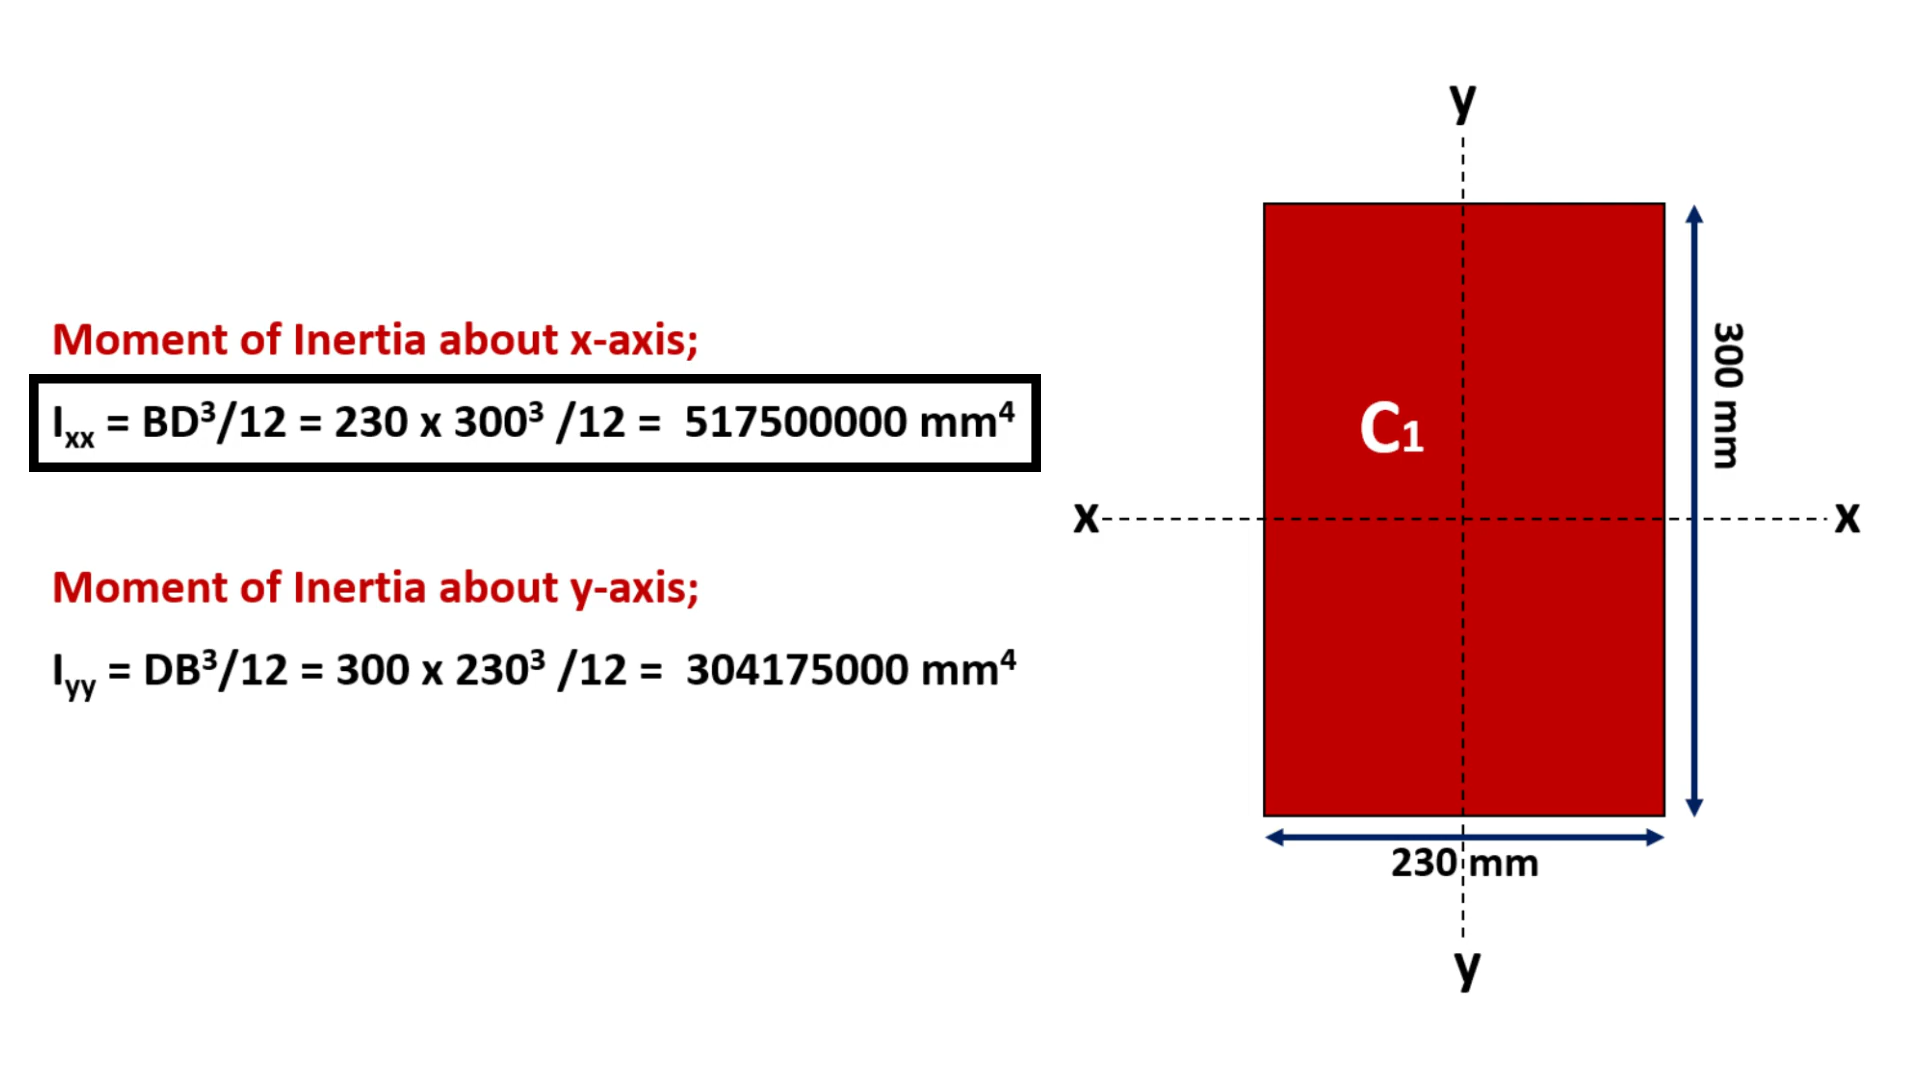 Moment of Inertia about x-axis;
Ixx = BD³/12 = 230 x 300³ /12 = 517500000 mm⁴
Moment of Inertia about y-axis;
Iyy = DB³/12 = 300 x 230³ /12 = 304175000 mm⁴
y
300 mm
C₁
x
x
230 mm
y